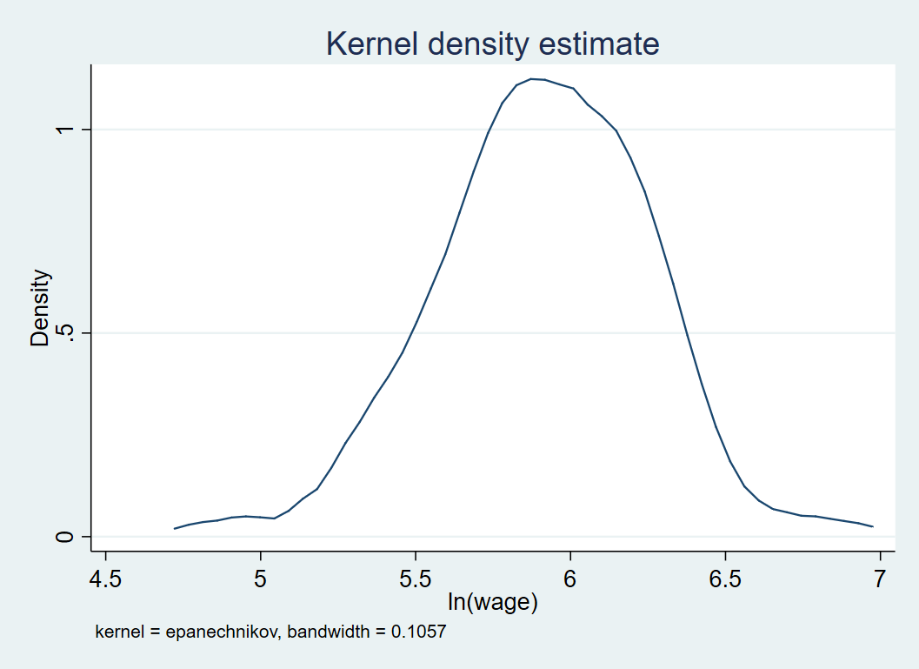 Kernel density estimate
Density
1
.5
0
4.5 5 5.5 6 6.5 7
ln(wage)
kernel = epanechnikov, bandwidth = 0.1057